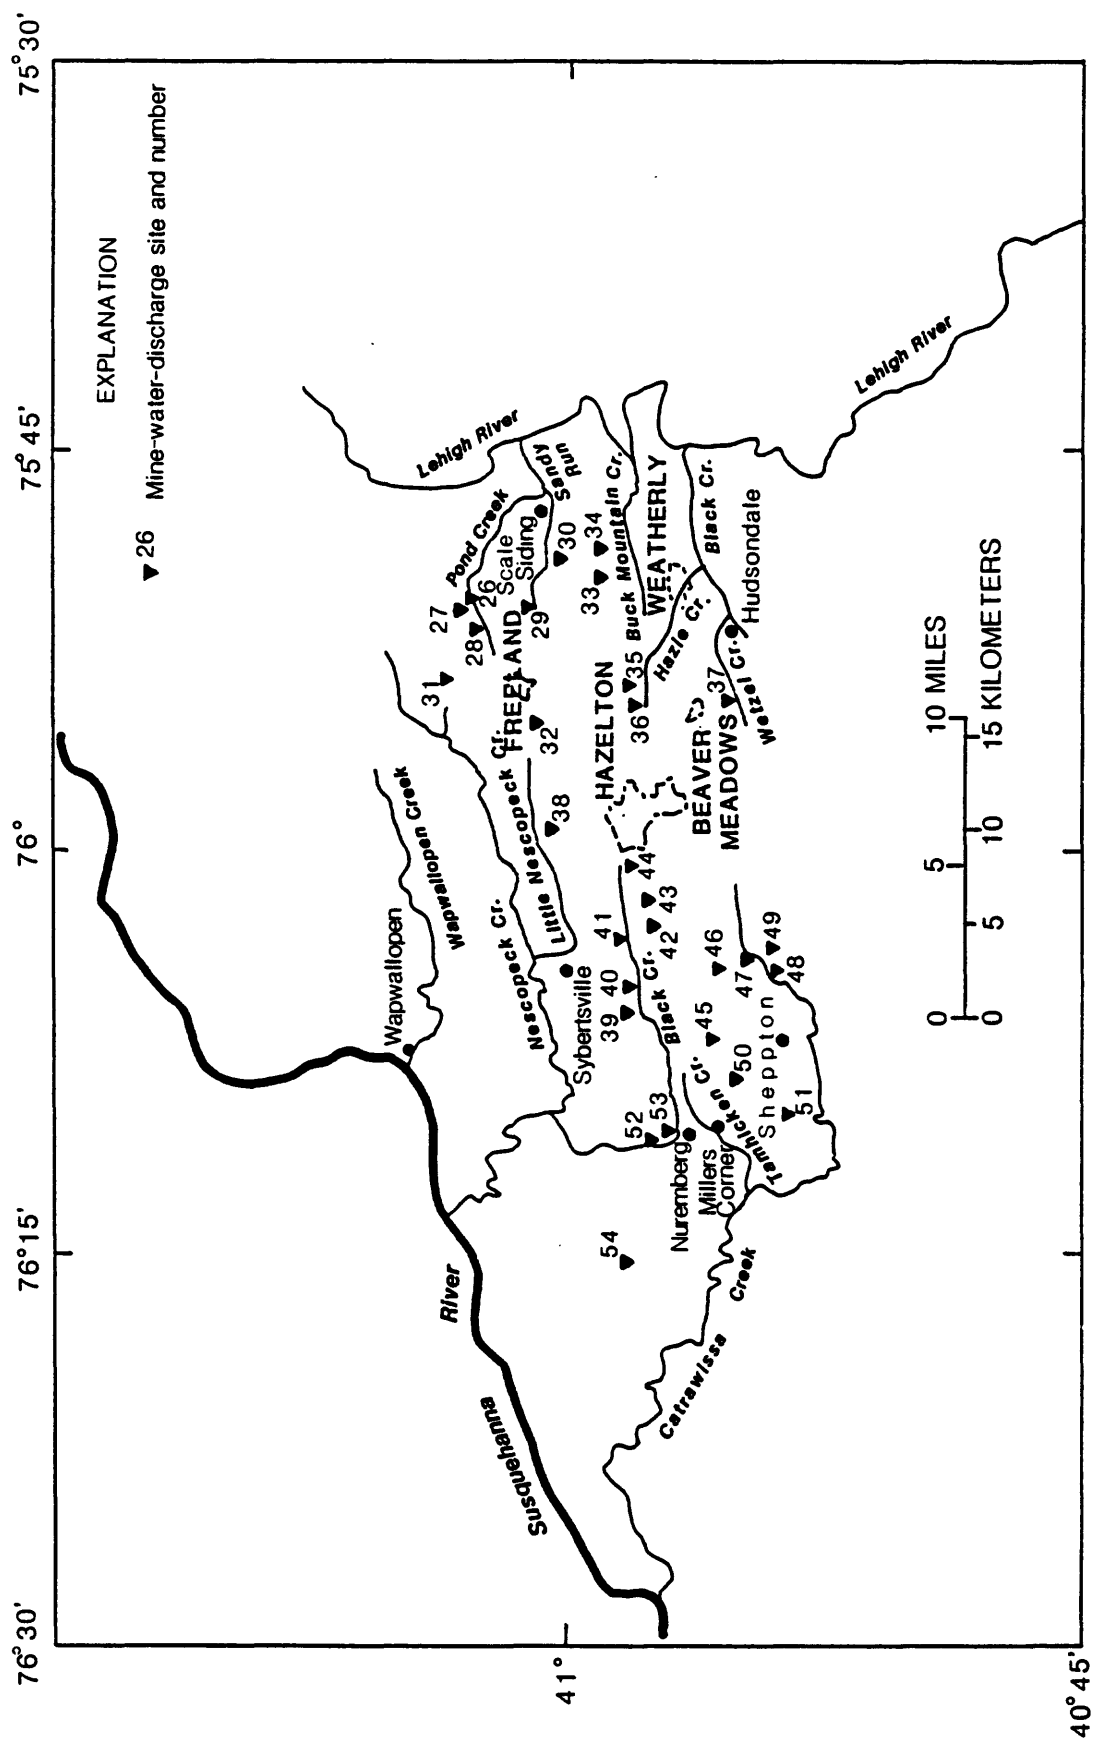 76°30'
76°15'
76°
75°45'
75°30'
41°
40°45'
EXPLANATION
26 Mine-water-discharge site and number
Susquehanna
River
Wapwallopen
Wapwallopen Creek
Nescopeck Cr.
Nescopeck Cr.
Little Nescopeck Cr.
Sybertsville
Lehigh River
Pond Creek
Sandy
Run
Scale
Siding
FREELAND
26
27
28
29
30
31
32
33
34
35
36
37
38
39
40
41
42
43
44
45
46
47
48
49
50
51
52
53
54
Buck Mountain Cr.
HAZELTON
WEATHERLY
Hazle Cr.
Black Cr.
Black Cr.
BEAVER
MEADOWS
Wetzel Cr.
Hudsondale
Lehigh River
Nuremberg
Millers
Corner
Tomhicken Cr.
Sheppton
Catrawissa
Creek
0 5 10 MILES
0 5 10 15 KILOMETERS